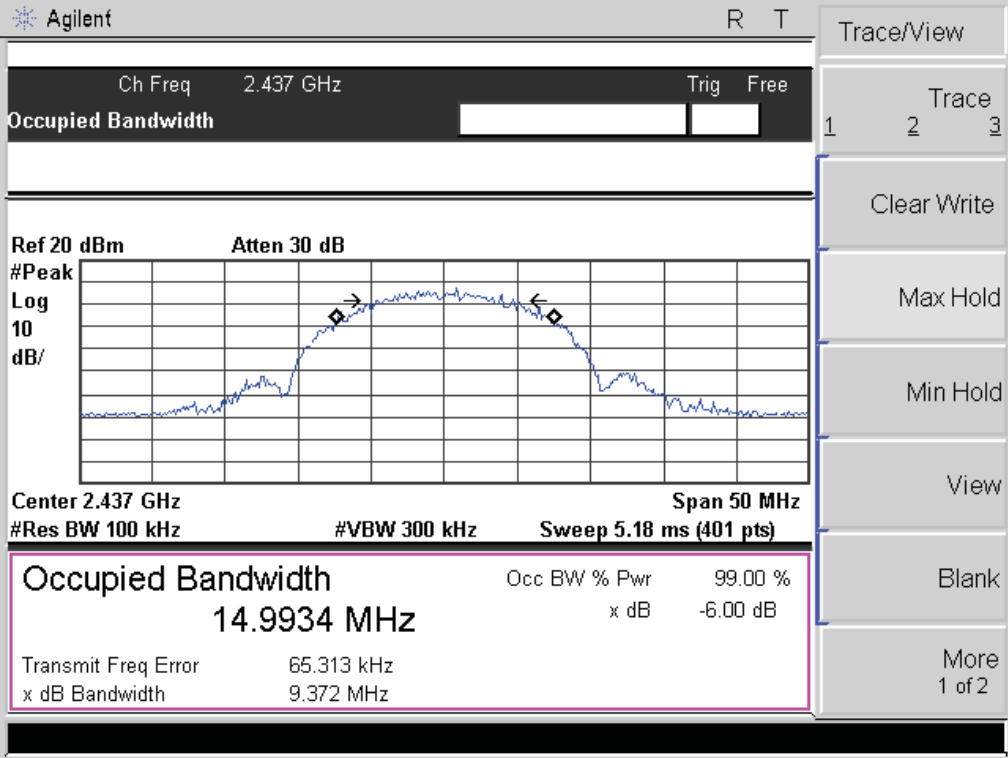 Agilent
R T
Trace/View
Ch Freq 2.437 GHz
Trig Free
Occupied Bandwidth
Trace
1 2 3
Clear Write
Ref 20 dBm Atten 30 dB
#Peak
Log
10
dB/
Max Hold
Min Hold
View
Center 2.437 GHz Span 50 MHz
#Res BW 100 kHz #VBW 300 kHz Sweep 5.18 ms (401 pts)
Occupied Bandwidth
14.9934 MHz
Occ BW % Pwr 99.00 %
x dB -6.00 dB
Transmit Freq Error 65.313 kHz
x dB Bandwidth 9.372 MHz
Blank
More
1 of 2